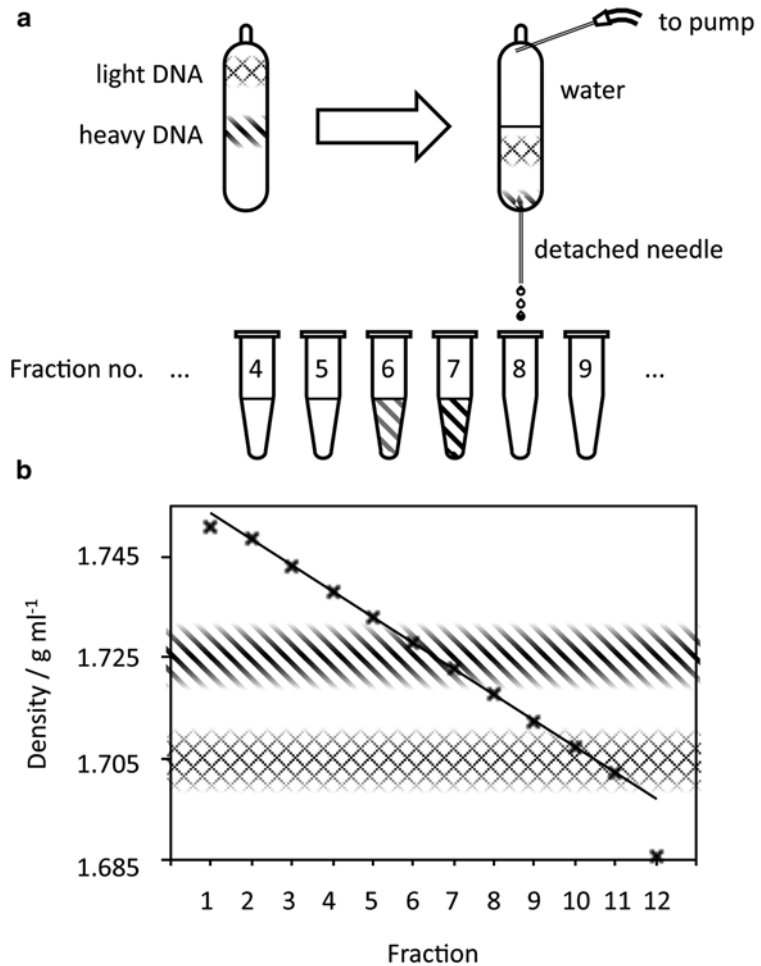 a
to pump
light DNA
water
heavy DNA
detached needle
Fraction no. ... 4 5 6 7 8 9 ...
b
1.745
1.725
1.705
1.685
Density / g ml⁻¹
1 2 3 4 5 6 7 8 9 10 11 12
Fraction